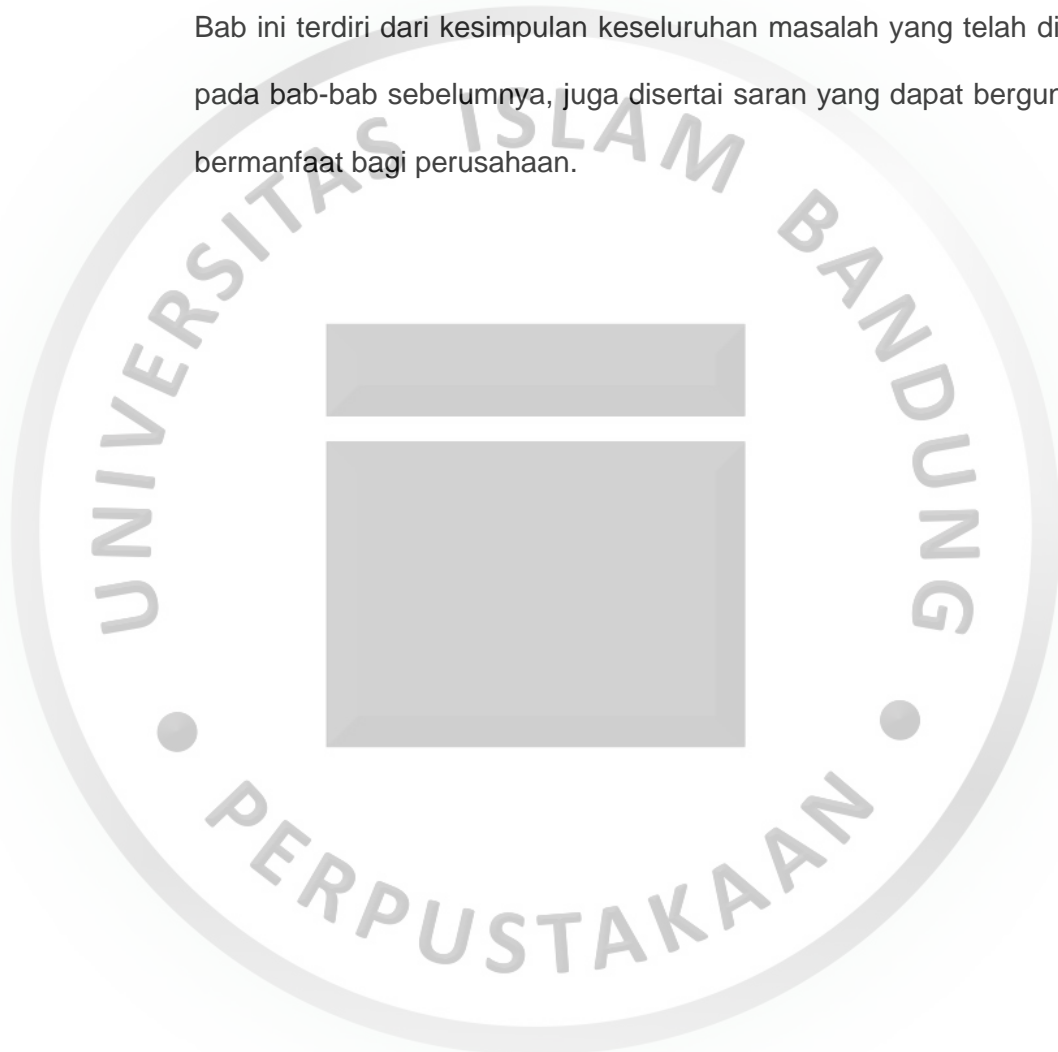 Bab ini terdiri dari kesimpulan keseluruhan masalah yang telah di
pada bab-bab sebelumnya, juga disertai saran yang dapat
bermanfaat bagi perusahaan.
UNIVERSITAS ISLAM BANDUNG
PERPUSTAKAAN